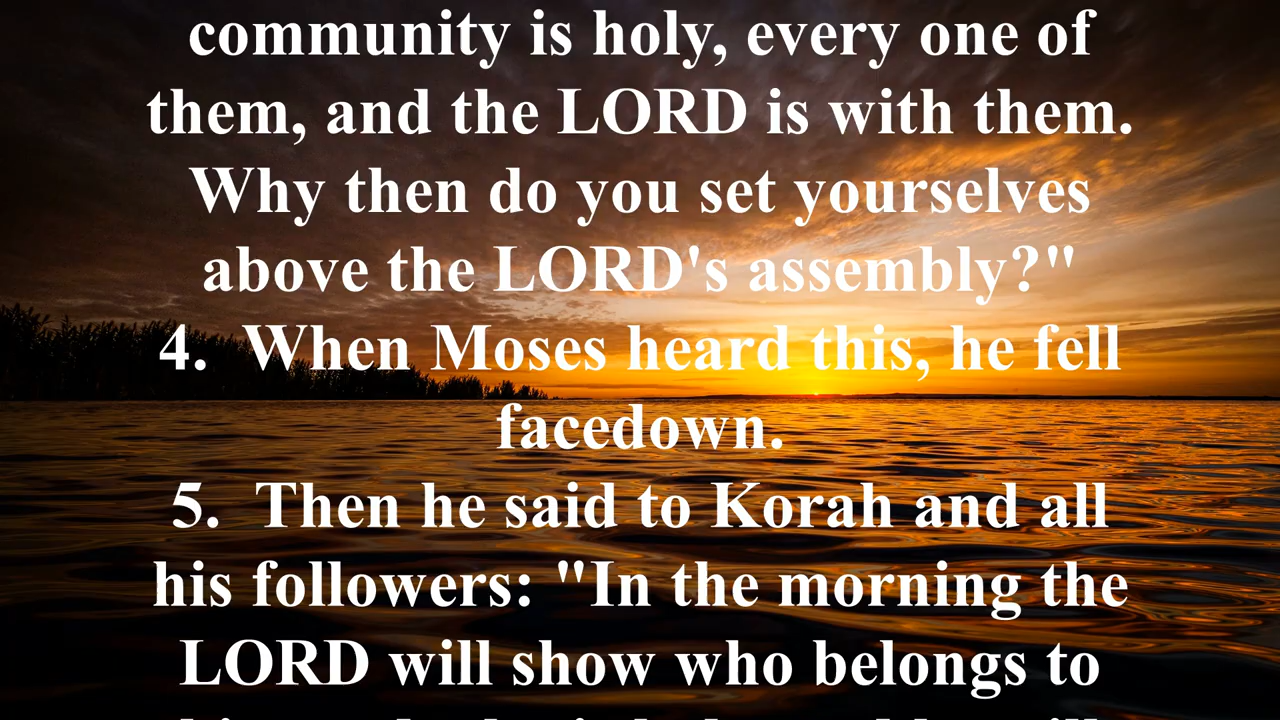 community is holy, every one of
them, and the LORD is with them.
Why then do you set yourselves
above the LORD's assembly?"
4.  When Moses heard this, he fell
facedown.
5.  Then he said to Korah and all
his followers: "In the morning the
LORD will show who belongs to